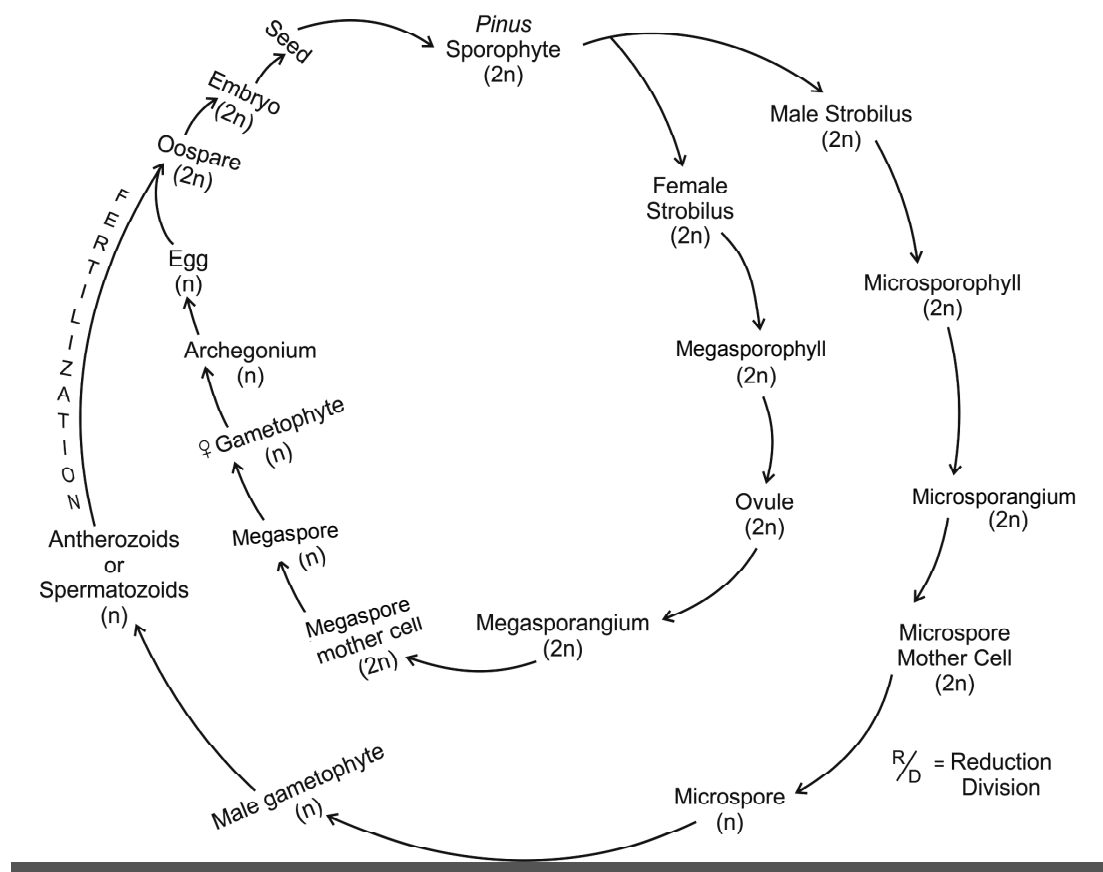 Pinus
Sporophyte
(2n)
Male Strobilus
(2n)
Microsporophyll
(2n)
Microsporangium
(2n)
Microspore
Mother Cell
(2n)
R/D = Reduction
Division
Microspore
(n)
Male gametophyte
(n)
Antherozoids
or
Spermatozoids
(n)
FERTILIZATION
Female
Strobilus
(2n)
Megasporophyll
(2n)
Ovule
(2n)
Megasporangium
(2n)
Megaspore
mother cell
(2n)
Megaspore
(n)
♀ Gametophyte
(n)
Archegonium
(n)
Egg
(n)
Oospare
(2n)
Embryo
(2n)
Seed